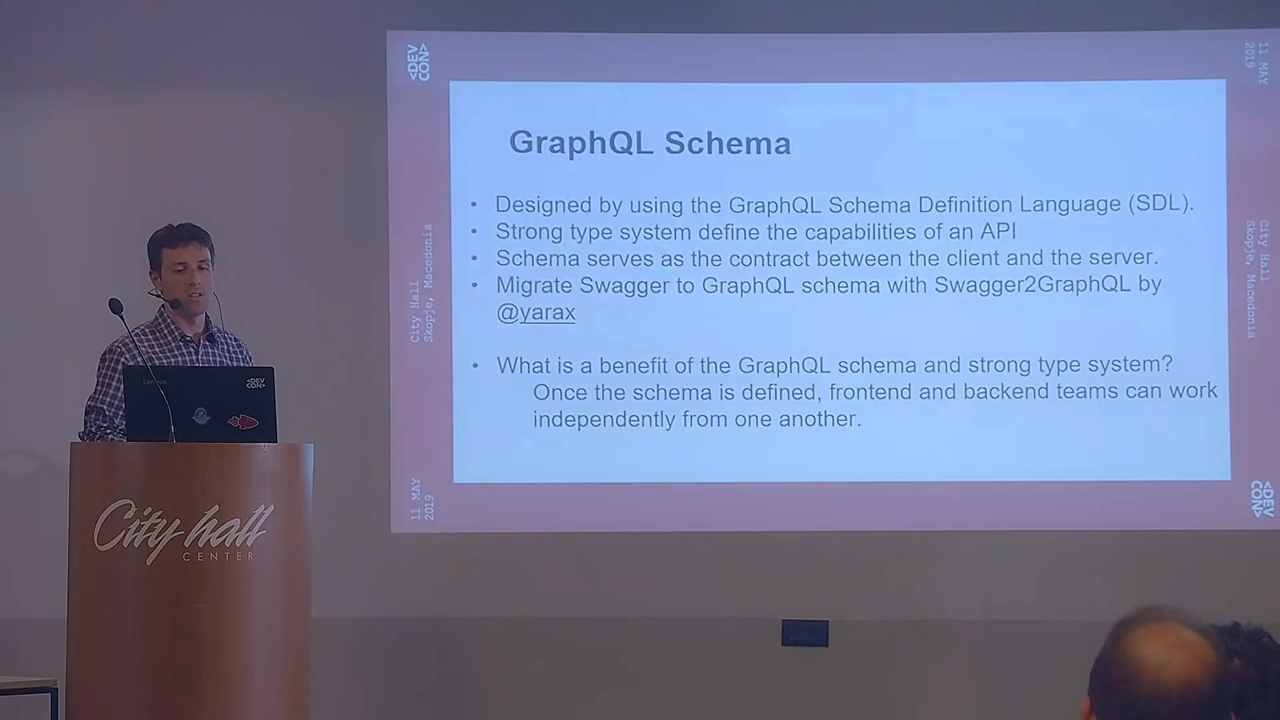 <DEV
CON>
11 MAY
2019
GraphQL Schema
• Designed by using the GraphQL Schema Definition Language (SDL).
• Strong type system define the capabilities of an API
• Schema serves as the contract between the client and the server.
• Migrate Swagger to GraphQL schema with Swagger2GraphQL by
@yarax
• What is a benefit of the GraphQL schema and strong type system?
Once the schema is defined, frontend and backend teams can work
independently from one another.
City Hall
Skopje, Macedonia
City Hall
Skopje, Macedonia
11 MAY
2019
<DEV
CON>
Lenovo
<DEV
CON>
City hall
CENTER